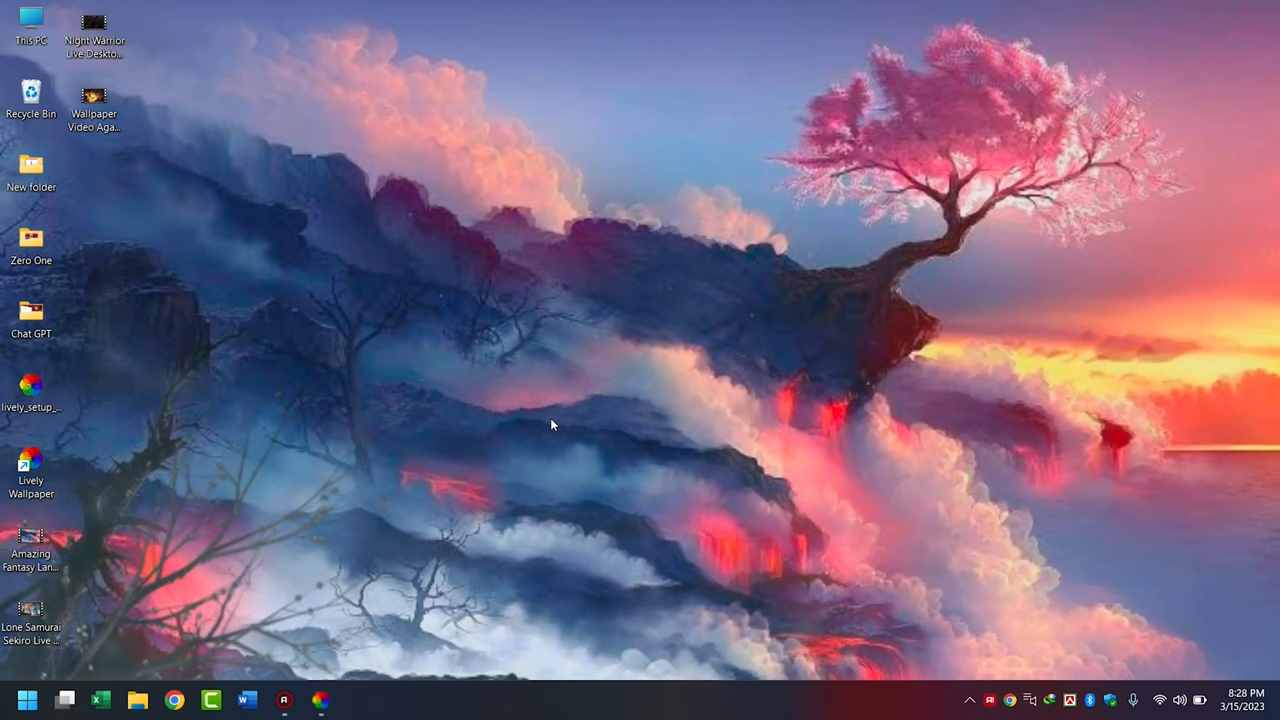 This PC
Recycle Bin
New folder
Zero One
Chat GPT
lively_setup_...
Lively
Wallpaper
Amazing
Fantasy Lan...
Lone Samurai
Sekiro Live ...
Night Warrior
Live Deskto...
Wallpaper
Video Aga...
8:28 PM
3/15/2023